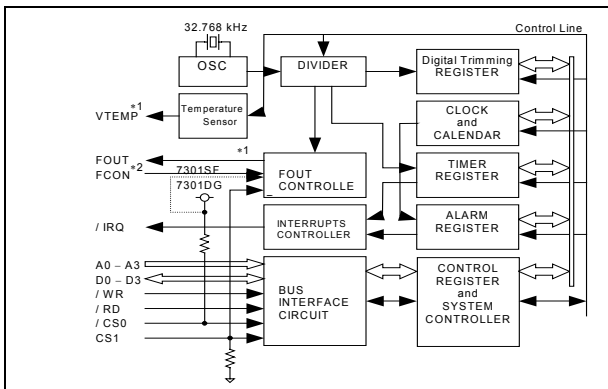 32.768 kHz
Control Line
OSC
DIVIDER
Digital Trimming
REGISTER
VTEMP*1
Temperature
Sensor
CLOCK
and
CALENDAR
FOUT
*1
FCON*2
7301SF
7301DG
FOUT
CONTROLLE
TIMER
REGISTER
/ IRQ
INTERRUPTS
CONTROLLER
ALARM
REGISTER
A0 – A3
D0 – D3
/ WR
/ RD
/ CS0
CS1
BUS
INTERFACE
CIRCUIT
CONTROL
REGISTER
and
SYSTEM
CONTROLLER